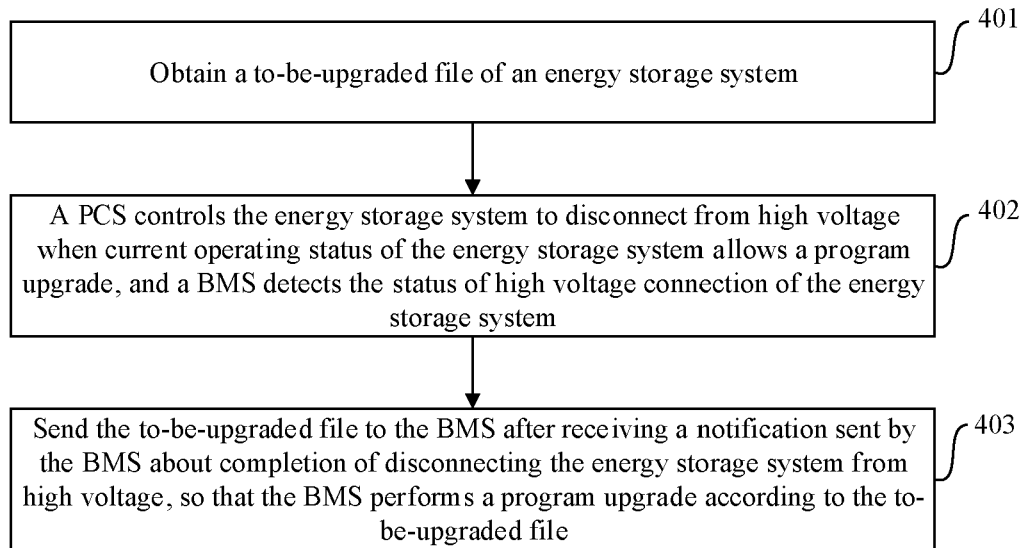 401
Obtain a to-be-upgraded file of an energy storage system
A PCS controls the energy storage system to disconnect from high voltage
402
when current operating status of the energy storage system allows a program
upgrade, and a BMS detects the status of high voltage connection of the energy
storage system
Send the to-be-upgraded file to the BMS after receiving a notification sent by
403
the BMS about completion of disconnecting the energy storage system from
high voltage, so that the BMS performs a program upgrade according to the to-
be-upgraded file